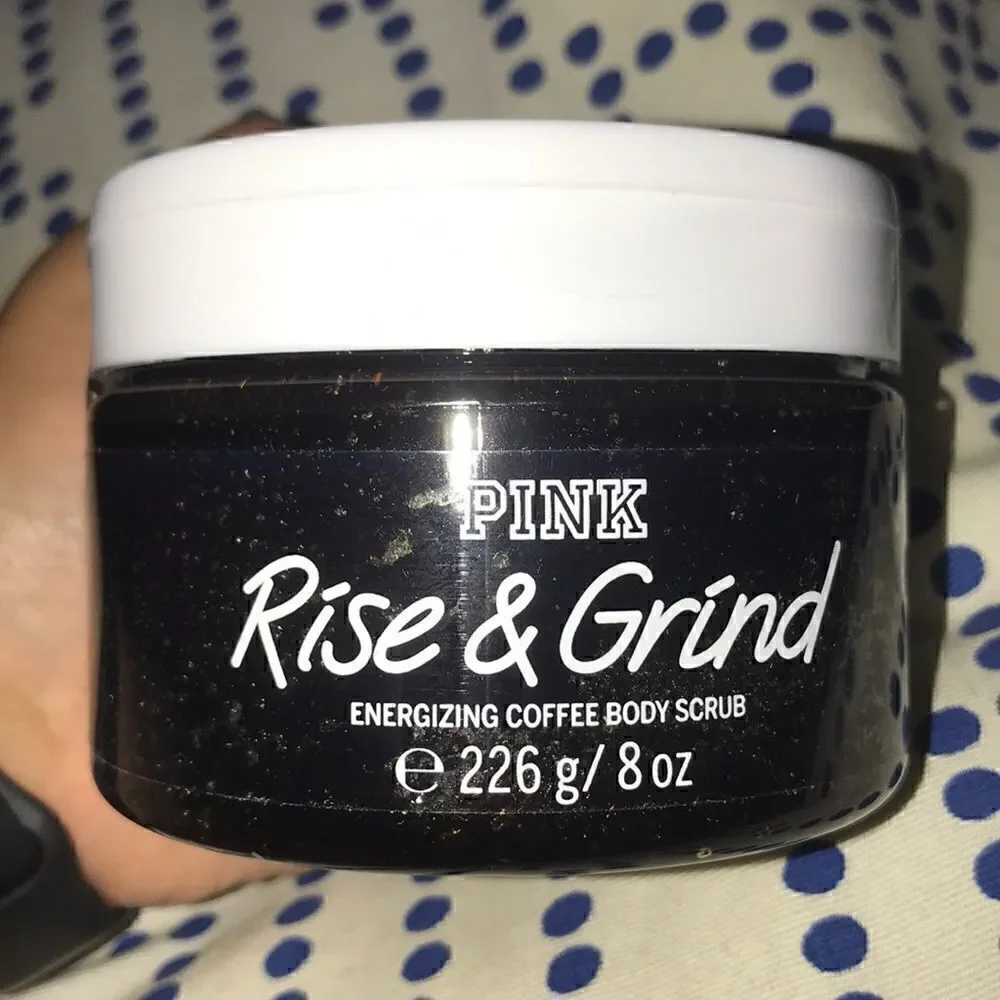 PINK
Rise & Grind
ENERGIZING COFFEE BODY SCRUB
℮ 226 g/ 8 oz